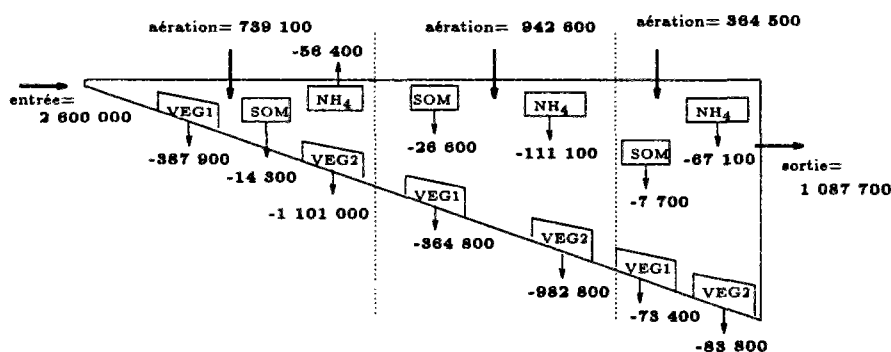 aération= 739 100
aération= 942 600
aération= 364 500
-56 400
entrée=
2 600 000
VEG1
SOM
NH4
SOM
NH4
NH4
-387 900
-14 300
VEG2
-26 600
-111 100
SOM
-67 100
sortie=
1 087 700
-1 101 000
VEG1
-7 700
-364 800
VEG2
VEG1
-982 800
VEG2
-73 400
-83 800